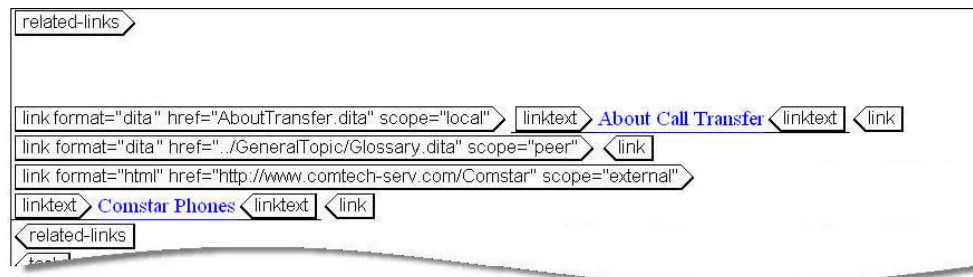 related-links
link format="dita" href="AboutTransfer.dita" scope="local" linktext About Call Transfer linktext link
link format="dita" href="../GeneralTopic/Glossary.dita" scope="peer" link
link format="html" href="http://www.comtech-serv.com/Comstar" scope="external"
linktext Comstar Phones linktext link
related-links